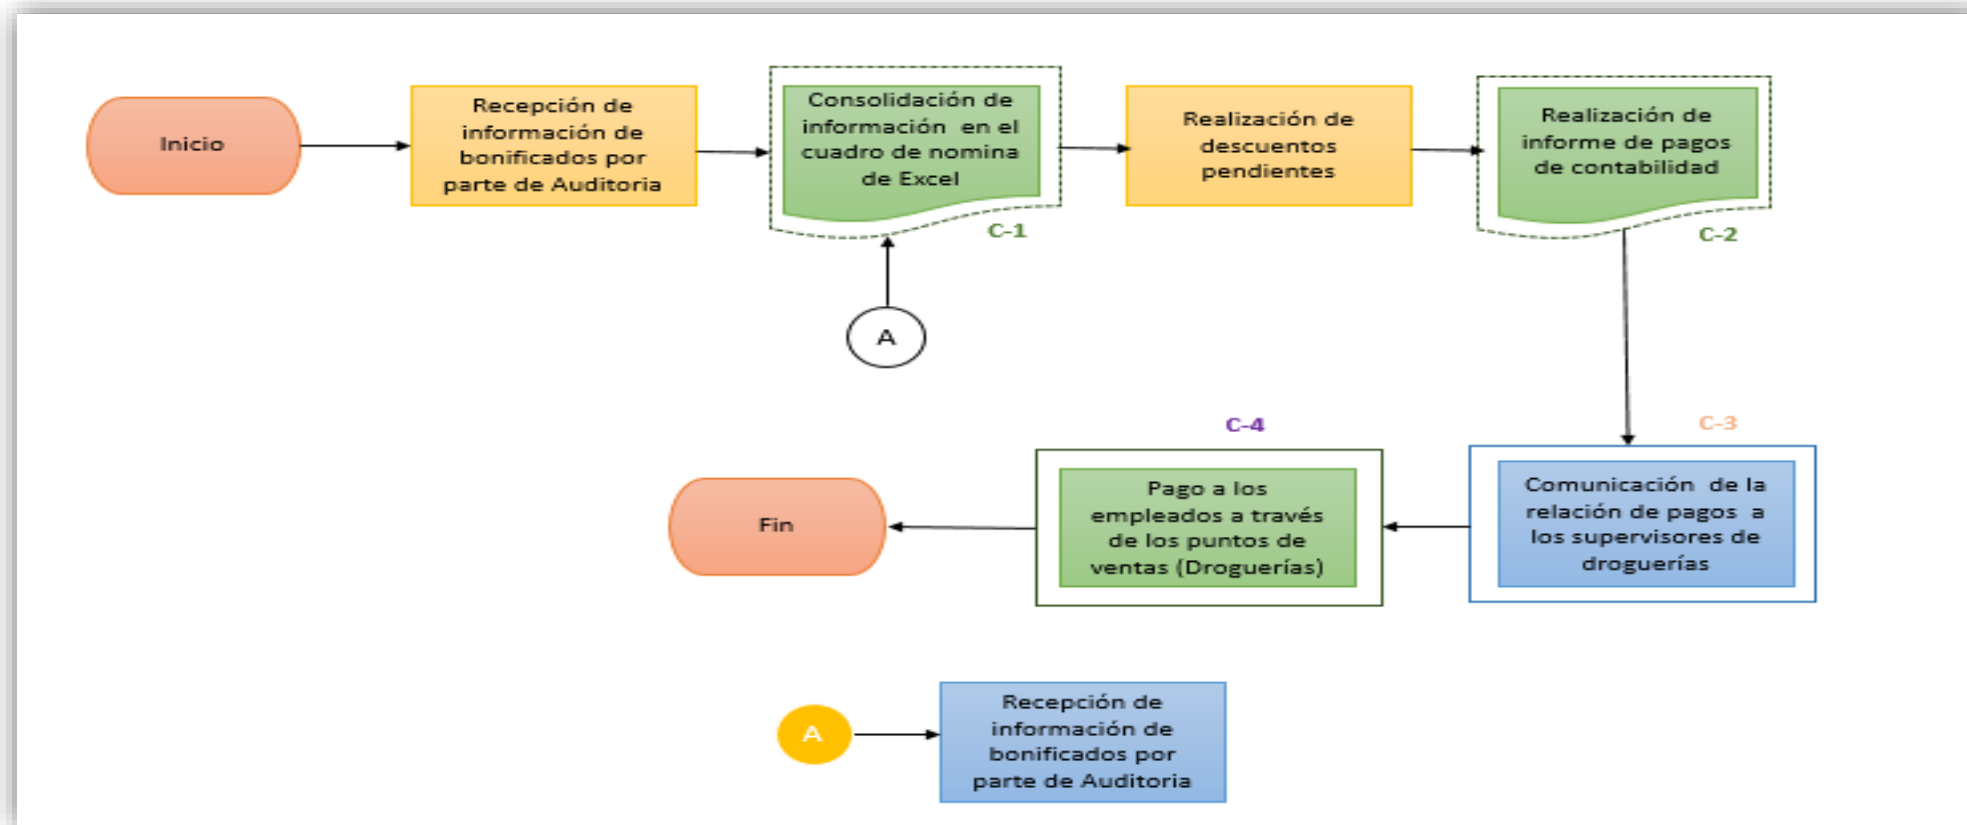 Inicio
Recepción de
información de
bonificados por
parte de Auditoria
Consolidación de
información en el
cuadro de nomina
de Excel
C-1
Realización de
descuentos
pendientes
Realización de
informe de pagos
de contabilidad
C-2
A
C-3
Comunicación de la
relación de pagos a
los supervisores de
droguerías
C-4
Pago a los
empleados a través
de los puntos de
ventas (Droguerías)
Fin
A
Recepción de
información de
bonificados por
parte de Auditoria